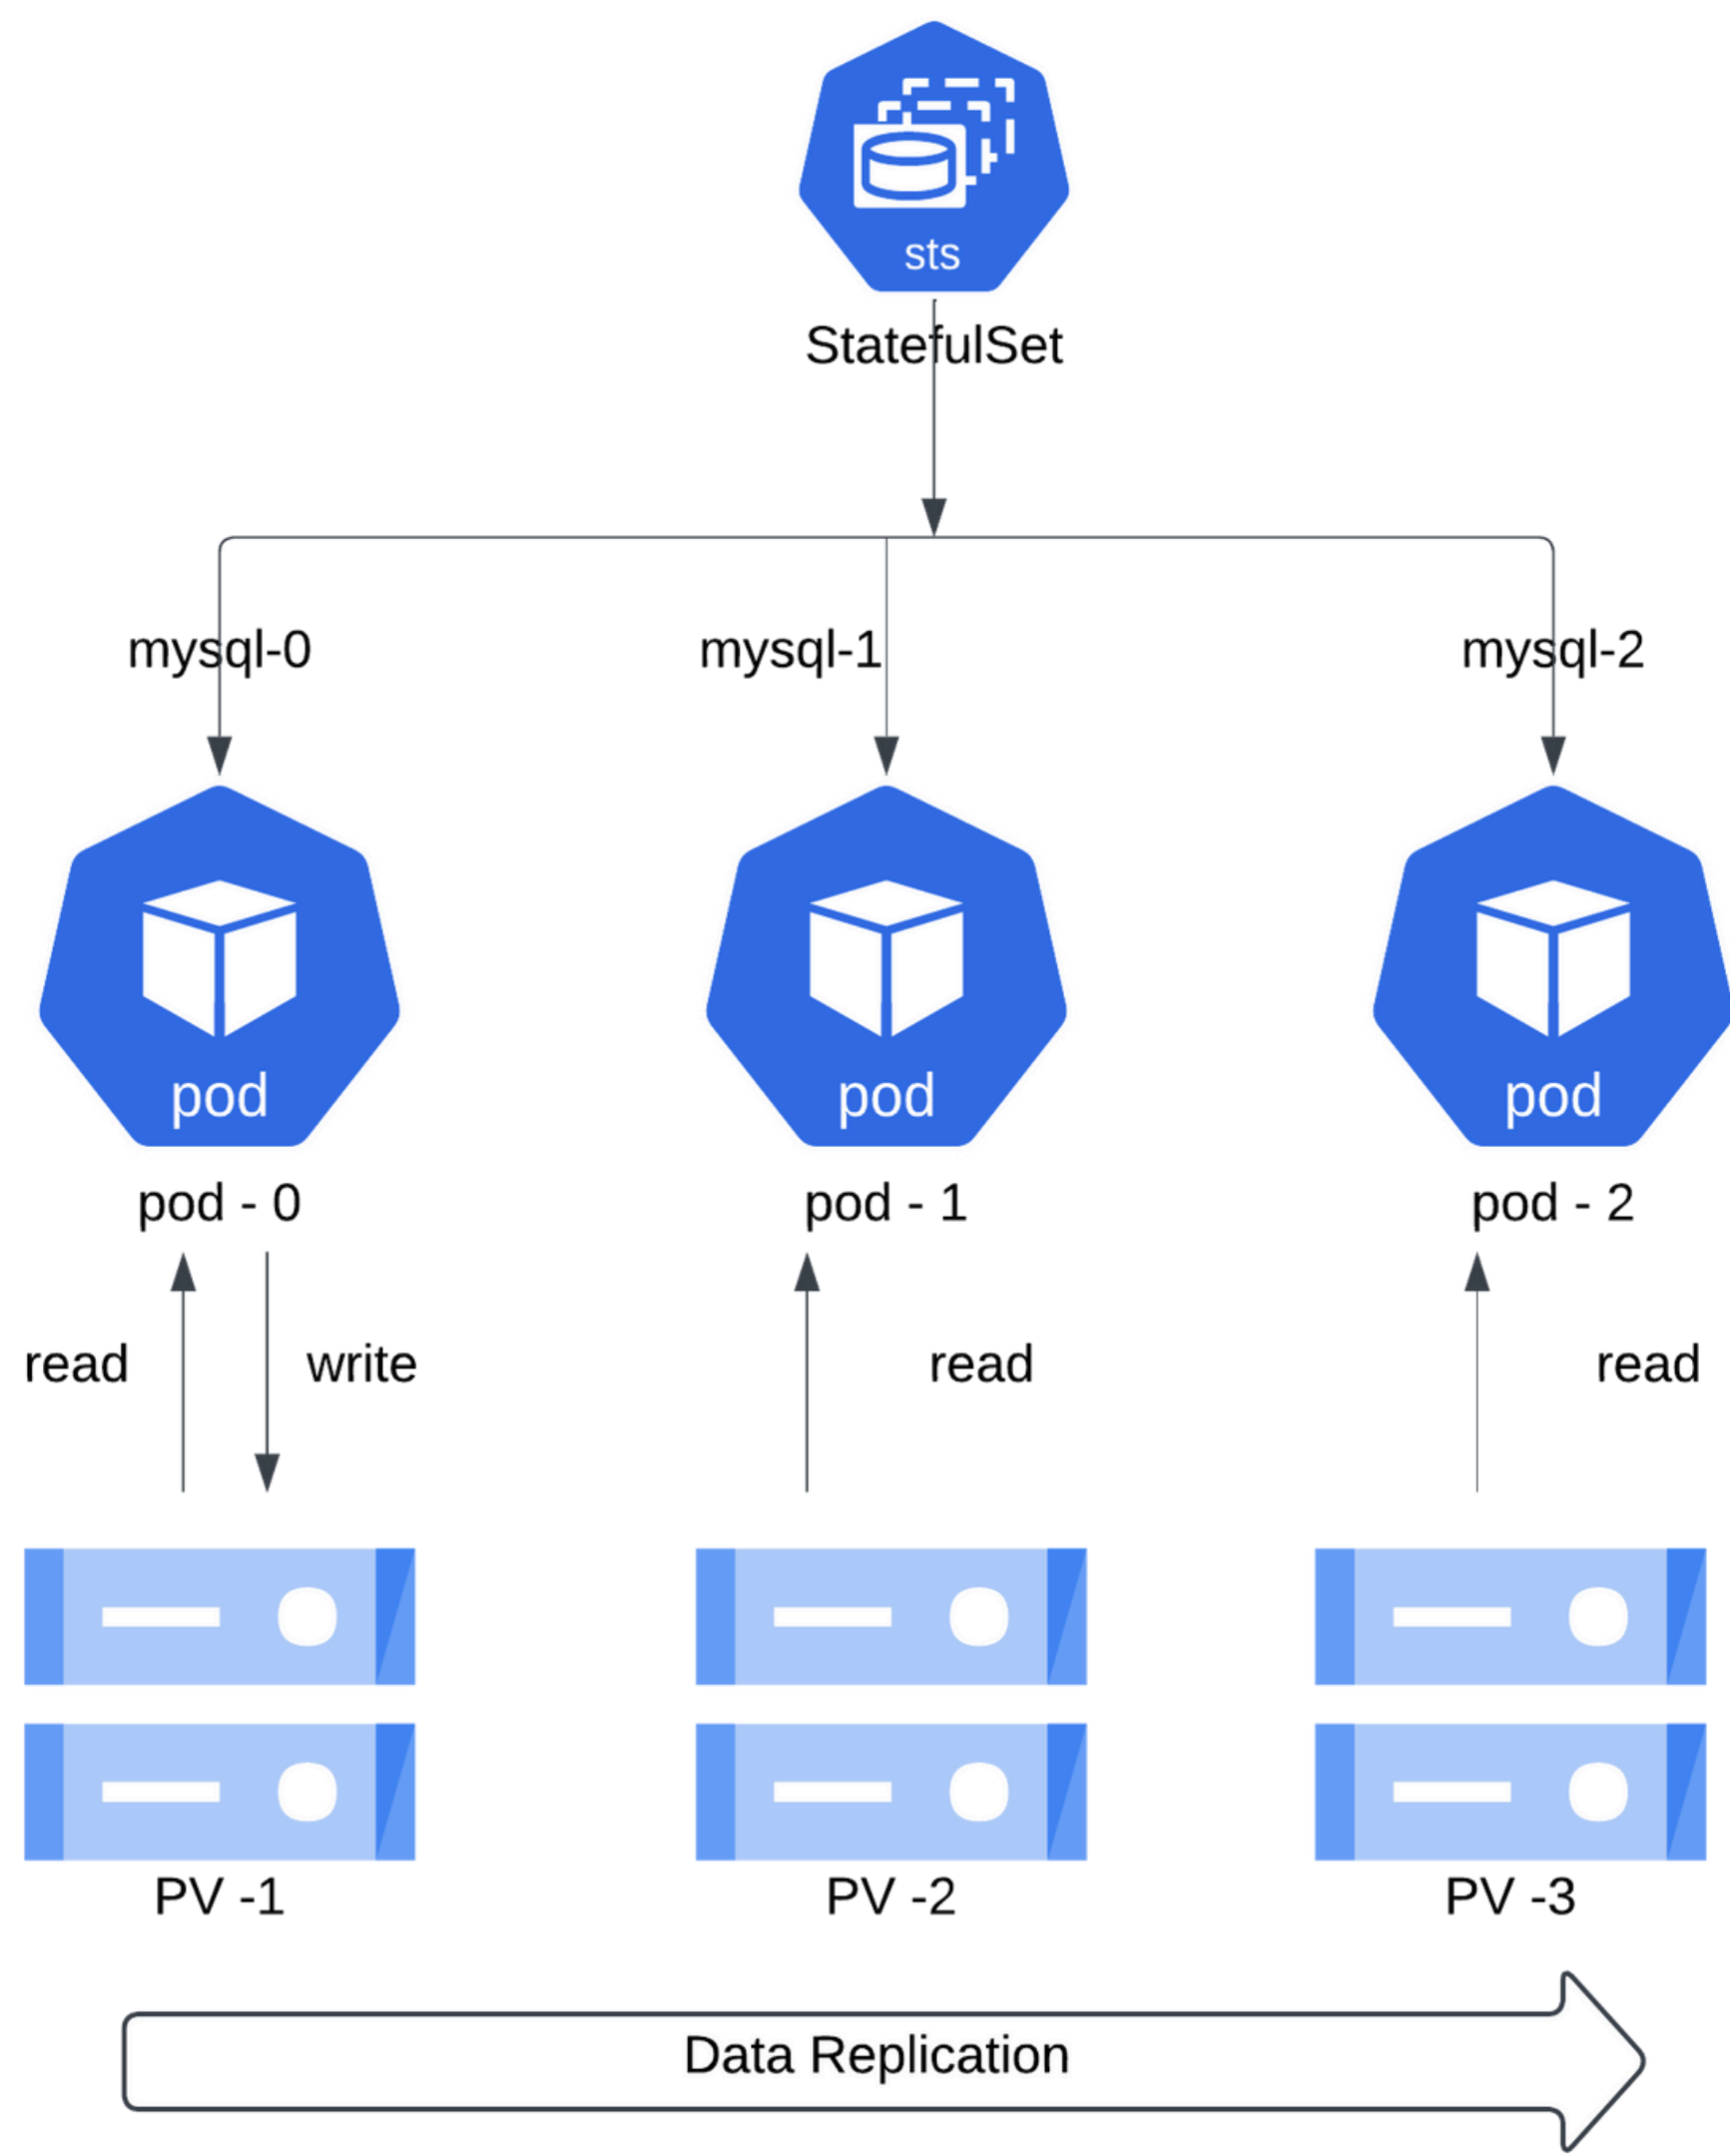 sts
StatefulSet
mysql-0
mysql-1
mysql-2
pod
pod
pod
pod - 0
pod - 1
pod - 2
read
write
read
read
PV -1
PV -2
PV -3
Data Replication